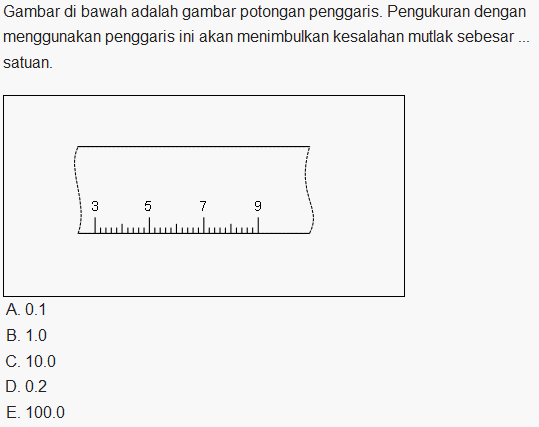 Gambar di bawah adalah gambar potongan penggaris. Pengukuran dengan
menggunakan penggaris ini akan menimbulkan kesalahan mutlak sebesar ...
satuan.
3 5 7 9
A. 0.1
B. 1.0
C. 10.0
D. 0.2
E. 100.0